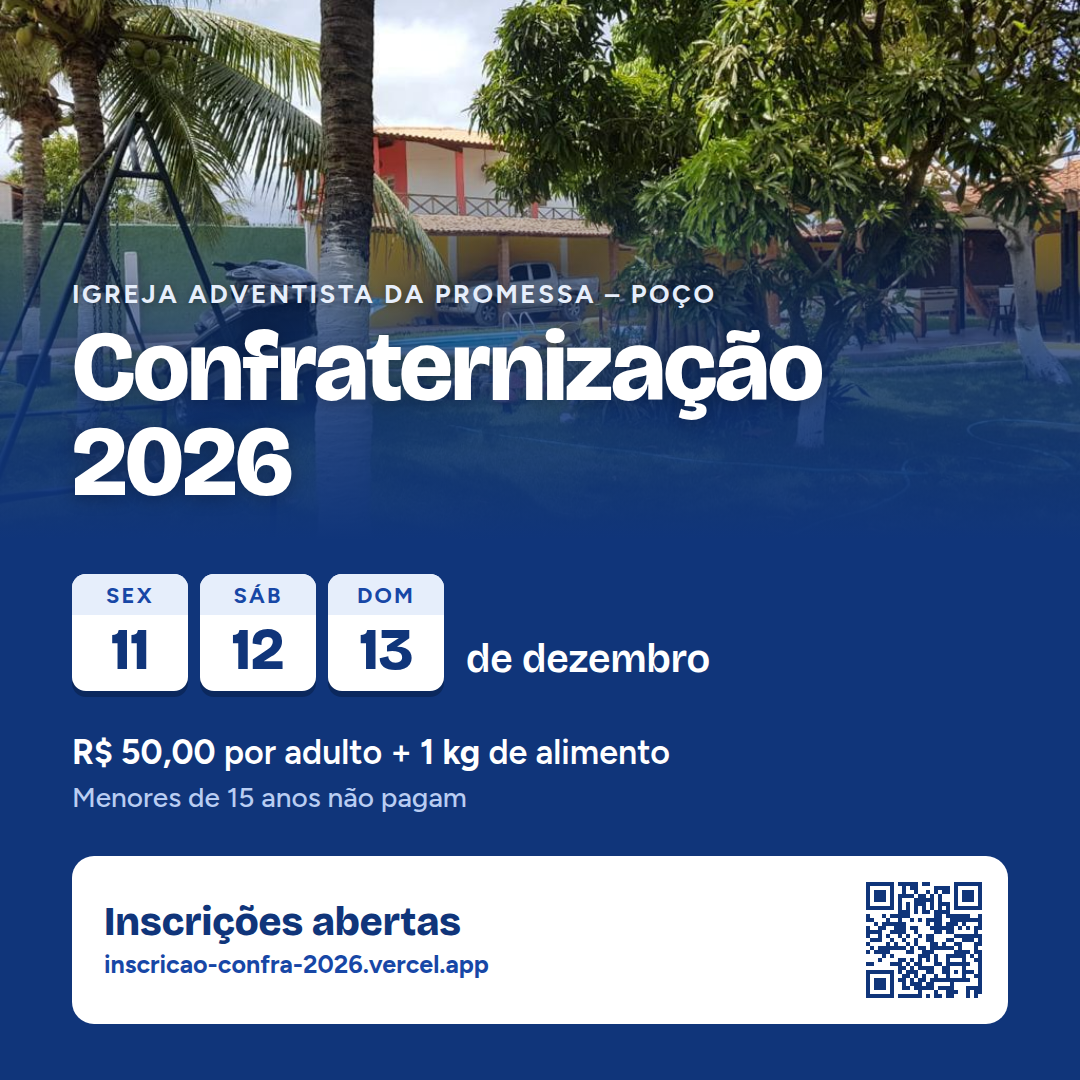 IGREJA ADVENTISTA DA PROMESSA – POÇO
Confraternização
2026
SEX SÁB DOM
11 12 13 de dezembro
R$ 50,00 por adulto + 1 kg de alimento
Menores de 15 anos não pagam
Inscrições abertas
inscricao-confra-2026.vercel.app